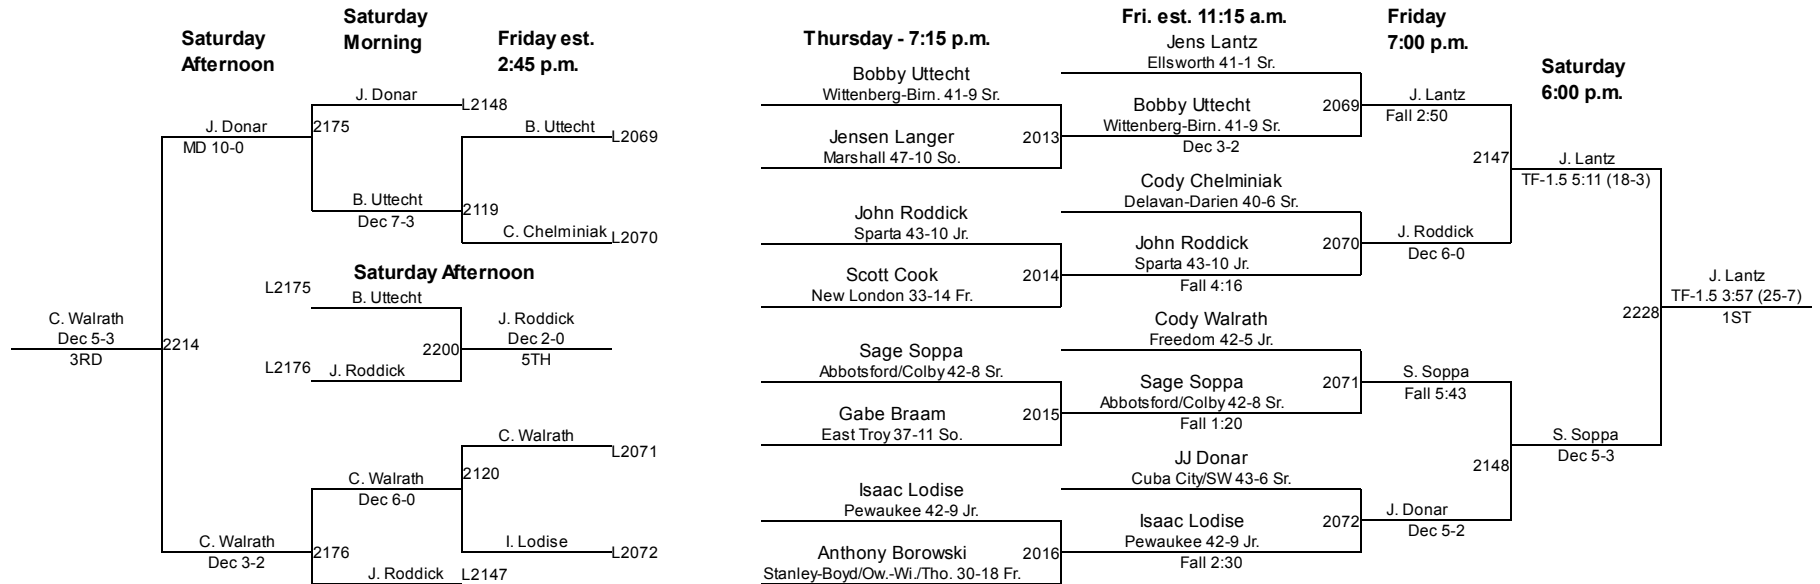 Saturday
Afternoon
Saturday
Morning
Friday est.
2:45 p.m.
J. Donar
L2148
J. Donar
2175
MD 10-0
B. Uttecht
L2069
B. Uttecht
2119
Dec 7-3
C. Chelminiak
L2070
Saturday Afternoon
L2175
B. Uttecht
C. Walrath
Dec 5-3
3RD
2214
J. Roddick
Dec 2-0
5TH
2200
L2176
J. Roddick
C. Walrath
L2071
C. Walrath
2120
Dec 6-0
I. Lodise
L2072
C. Walrath
2176
Dec 3-2
J. Roddick
L2147
Thursday - 7:15 p.m.
Fri. est. 11:15 a.m.
Friday
7:00 p.m.
Saturday
6:00 p.m.
Bobby Uttecht
Wittenberg-Birn. 41-9 Sr.
Jensen Langer
2013
Marshall 47-10 So.
John Roddick
Sparta 43-10 Jr.
Scott Cook
2014
New London 33-14 Fr.
Sage Soppa
Abbotsford/Colby 42-8 Sr.
Gabe Braam
2015
East Troy 37-11 So.
Isaac Lodise
Pewaukee 42-9 Jr.
Anthony Borowski
2016
Stanley-Boyd/Ow.-Wi./Tho. 30-18 Fr.
Jens Lantz
Ellsworth 41-1 Sr.
Bobby Uttecht
2069
Wittenberg-Birn. 41-9 Sr.
Dec 3-2
Cody Chelminiak
Delavan-Darien 40-6 Sr.
John Roddick
2070
Sparta 43-10 Jr.
Fall 4:16
Cody Walrath
Freedom 42-5 Jr.
Sage Soppa
2071
Abbotsford/Colby 42-8 Sr.
Fall 1:20
JJ Donar
Cuba City/SW 43-6 Sr.
Isaac Lodise
2072
Pewaukee 42-9 Jr.
Fall 2:30
J. Lantz
Fall 2:50
2147
J. Roddick
Dec 6-0
S. Soppa
Fall 5:43
2148
J. Donar
Dec 5-2
J. Lantz
TF-1.5 5:11 (18-3)
2228
S. Soppa
Dec 5-3
J. Lantz
TF-1.5 3:57 (25-7)
1ST